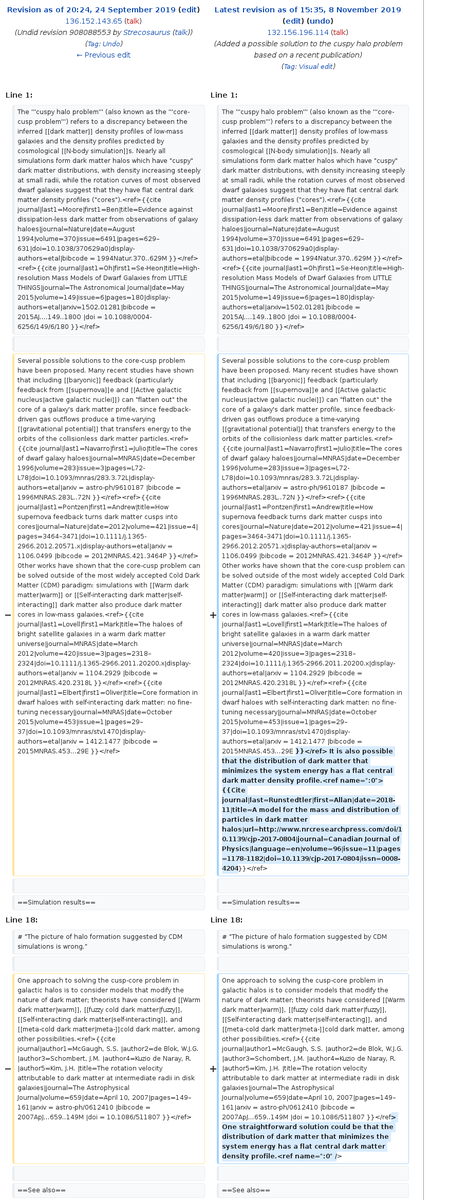 Revision as of 20:24, 24 September 2019 (edit)
136.152.143.65 (talk)
(Undid revision 908088553 by Strecosaurus (talk))
(Tag: Undo)
← Previous edit
Latest revision as of 15:35, 8 November 2019
(edit) (undo)
132.156.196.114 (talk)
(Added a possible solution to the cuspy halo problem
based on a recent publication)
(Tag: Visual edit)
Line 1:
The '''cuspy halo problem''' (also known as the '''core-
cusp problem''') refers to a discrepancy between the
inferred [[dark matter]] density profiles of low-mass
galaxies and the density profiles predicted by
cosmological [[N-body simulation]]s. Nearly all
simulations form dark matter halos which have "cuspy"
dark matter distributions, with density increasing steeply
at small radii, while the rotation curves of most observed
dwarf galaxies suggest that they have flat central dark
matter density profiles ("cores").<ref>{{cite
journal|last1=Moore|first1=Ben|title=Evidence against
dissipation-less dark matter from observations of galaxy
haloes|journal=Nature|date=August
1994|volume=370|issue=6491|pages=629–
631|doi=10.1038/370629a0|display-
authors=etal|bibcode = 1994Natur.370..629M }}</ref>
<ref>{{cite journal|last1=Oh|first1=Se-Heon|title=High-
resolution Mass Models of Dwarf Galaxies from LITTLE
THINGS|journal=The Astronomical Journal|date=May
2015|volume=149|issue=6|pages=180|display-
authors=etal|arxiv=1502.01281|bibcode =
2015AJ....149..180O |doi = 10.1088/0004-
6256/149/6/180 }}</ref>
Several possible solutions to the core-cusp problem
have been proposed. Many recent studies have shown
that including [[baryonic]] feedback (particularly
feedback from [[supernova]]e and [[Active galactic
nucleus|active galactic nuclei]]) can "flatten out" the
core of a galaxy's dark matter profile, since feedback-
driven gas outflows produce a time-varying
[[gravitational potential]] that transfers energy to the
orbits of the collisionless dark matter particles.<ref>
{{cite journal|last1=Navarro|first1=Julio|title=The cores
of dwarf galaxy haloes|journal=MNRAS|date=December
1996|volume=283|issue=3|pages=L72-
L78|doi=10.1093/mnras/283.3.72L|display-
authors=etal|arxiv = astro-ph/9610187 |bibcode =
1996MNRAS.283L..72N }}</ref><ref>{{cite
journal|last1=Pontzen|first1=Andrew|title=How
supernova feedback turns dark matter cusps into
cores|journal=Nature|date=2012|volume=421|issue=4|
pages=3464-3471|doi=10.1111/j.1365-
2966.2012.20571.x|display-authors=etal|arxiv =
1106.0499 |bibcode = 2012MNRAS.421.3464P }}</ref>
Other works have shown that the core-cusp problem can
be solved outside of the most widely accepted Cold Dark
Matter (CDM) paradigm: simulations with [[Warm dark
matter|warm]] or [[Self-interacting dark matter|self-
interacting]] dark matter also produce dark matter
− cores in low-mass galaxies.<ref>{{cite
journal|last1=Lovell|first1=Mark|title=The haloes of
bright satellite galaxies in a warm dark matter
universe|journal=MNRAS|date=March
2012|volume=420|issue=3|pages=2318–
2324|doi=10.1111/j.1365-2966.2011.20200.x|display-
authors=etal|arxiv = 1104.2929 |bibcode =
2012MNRAS.420.2318L }}</ref><ref>{{cite
journal|last1=Elbert|first1=Oliver|title=Core formation in
dwarf haloes with self-interacting dark matter: no fine-
tuning necessary|journal=MNRAS|date=October
2015|volume=453|issue=1|pages=29–
37|doi=10.1093/mnras/stv1470|display-
authors=etal|arxiv = 1412.1477 |bibcode =
2015MNRAS.453...29E }}</ref>
==Simulation results==
Line 1:
The '''cuspy halo problem''' (also known as the '''core-
cusp problem''') refers to a discrepancy between the
inferred [[dark matter]] density profiles of low-mass
galaxies and the density profiles predicted by
cosmological [[N-body simulation]]s. Nearly all
simulations form dark matter halos which have "cuspy"
dark matter distributions, with density increasing steeply
at small radii, while the rotation curves of most observed
dwarf galaxies suggest that they have flat central dark
matter density profiles ("cores").<ref>{{cite
journal|last1=Moore|first1=Ben|title=Evidence against
dissipation-less dark matter from observations of galaxy
haloes|journal=Nature|date=August
1994|volume=370|issue=6491|pages=629–
631|doi=10.1038/370629a0|display-
authors=etal|bibcode = 1994Natur.370..629M }}</ref>
<ref>{{cite journal|last1=Oh|first1=Se-Heon|title=High-
resolution Mass Models of Dwarf Galaxies from LITTLE
THINGS|journal=The Astronomical Journal|date=May
2015|volume=149|issue=6|pages=180|display-
authors=etal|arxiv=1502.01281|bibcode =
2015AJ....149..180O |doi = 10.1088/0004-
6256/149/6/180 }}</ref>
Several possible solutions to the core-cusp problem
have been proposed. Many recent studies have shown
that including [[baryonic]] feedback (particularly
feedback from [[supernova]]e and [[Active galactic
nucleus|active galactic nuclei]]) can "flatten out" the
core of a galaxy's dark matter profile, since feedback-
driven gas outflows produce a time-varying
[[gravitational potential]] that transfers energy to the
orbits of the collisionless dark matter particles.<ref>
{{cite journal|last1=Navarro|first1=Julio|title=The cores
of dwarf galaxy haloes|journal=MNRAS|date=December
1996|volume=283|issue=3|pages=L72-
L78|doi=10.1093/mnras/283.3.72L|display-
authors=etal|arxiv = astro-ph/9610187 |bibcode =
1996MNRAS.283L..72N }}</ref><ref>{{cite
journal|last1=Pontzen|first1=Andrew|title=How
supernova feedback turns dark matter cusps into
cores|journal=Nature|date=2012|volume=421|issue=4|
pages=3464-3471|doi=10.1111/j.1365-
2966.2012.20571.x|display-authors=etal|arxiv =
1106.0499 |bibcode = 2012MNRAS.421.3464P }}</ref>
Other works have shown that the core-cusp problem can
be solved outside of the most widely accepted Cold Dark
Matter (CDM) paradigm: simulations with [[Warm dark
matter|warm]] or [[Self-interacting dark matter|self-
interacting]] dark matter also produce dark matter
+ cores in low-mass galaxies.<ref>{{cite
journal|last1=Lovell|first1=Mark|title=The haloes of
bright satellite galaxies in a warm dark matter
universe|journal=MNRAS|date=March
2012|volume=420|issue=3|pages=2318–
2324|doi=10.1111/j.1365-2966.2011.20200.x|display-
authors=etal|arxiv = 1104.2929 |bibcode =
2012MNRAS.420.2318L }}</ref><ref>{{cite
journal|last1=Elbert|first1=Oliver|title=Core formation in
dwarf haloes with self-interacting dark matter: no fine-
tuning necessary|journal=MNRAS|date=October
2015|volume=453|issue=1|pages=29–
37|doi=10.1093/mnras/stv1470|display-
authors=etal|arxiv = 1412.1477 |bibcode =
2015MNRAS.453...29E }}</ref> It is also possible
that the distribution of dark matter that
minimizes the system energy has a flat central
dark matter density profile.<ref name=":0">
{{Cite
journal|last=Runstedtler|first=Allan|date=2018-
11|title=A model for the mass and distribution of
particles in dark matter
halos|url=http://www.nrcresearchpress.com/doi/1
0.1139/cjp-2017-0804|journal=Canadian Journal of
Physics|language=en|volume=96|issue=11|pages
=1178-1182|doi=10.1139/cjp-2017-0804|issn=0008-
4204}}</ref>
==Simulation results==
Line 18:
# "The picture of halo formation suggested by CDM
simulations is wrong."
One approach to solving the cusp-core problem in
galactic halos is to consider models that modify the
nature of dark matter; theorists have considered [[Warm
dark matter|warm]], [[fuzzy cold dark matter|fuzzy]],
[[Self-interacting dark matter|self-interacting]], and
[[meta-cold dark matter|meta-]]cold dark matter, among
other possibilities.<ref>{{cite
journal|author1=McGaugh, S.S. |author2=de Blok, W.J.G.
|author3=Schombert, J.M. |author4=Kuzio de Naray, R.
− |author5=Kim, J.H. |title=The rotation velocity
attributable to dark matter at intermediate radii in disk
galaxies|journal=The Astrophysical
Journal|volume=659|date=April 10, 2007|pages=149–
161|arxiv = astro-ph/0612410 |bibcode =
2007ApJ...659..149M |doi = 10.1086/511807 }}</ref>
==See also==
Line 18:
# "The picture of halo formation suggested by CDM
simulations is wrong."
One approach to solving the cusp-core problem in
galactic halos is to consider models that modify the
nature of dark matter; theorists have considered [[Warm
dark matter|warm]], [[fuzzy cold dark matter|fuzzy]],
[[Self-interacting dark matter|self-interacting]], and
[[meta-cold dark matter|meta-]]cold dark matter, among
other possibilities.<ref>{{cite
journal|author1=McGaugh, S.S. |author2=de Blok, W.J.G.
|author3=Schombert, J.M. |author4=Kuzio de Naray, R.
+ |author5=Kim, J.H. |title=The rotation velocity
attributable to dark matter at intermediate radii in disk
galaxies|journal=The Astrophysical
Journal|volume=659|date=April 10, 2007|pages=149–
161|arxiv = astro-ph/0612410 |bibcode =
2007ApJ...659..149M |doi = 10.1086/511807 }}</ref>
One straightforward solution could be that the
distribution of dark matter that minimizes the
system energy has a flat central dark matter
density profile.<ref name=":0" />
==See also==